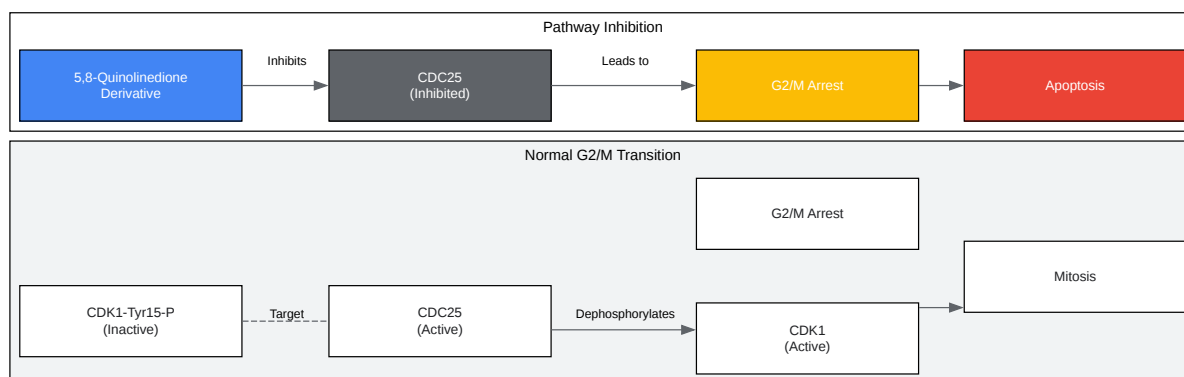 Pathway Inhibition
5,8-Quinolinedione
Derivative
Inhibits
CDC25
(Inhibited)
Leads to
G2/M Arrest
Apoptosis
Normal G2/M Transition
G2/M Arrest
Mitosis
CDK1-Tyr15-P
(Inactive)
Target
CDC25
(Active)
Dephosphorylates
CDK1
(Active)